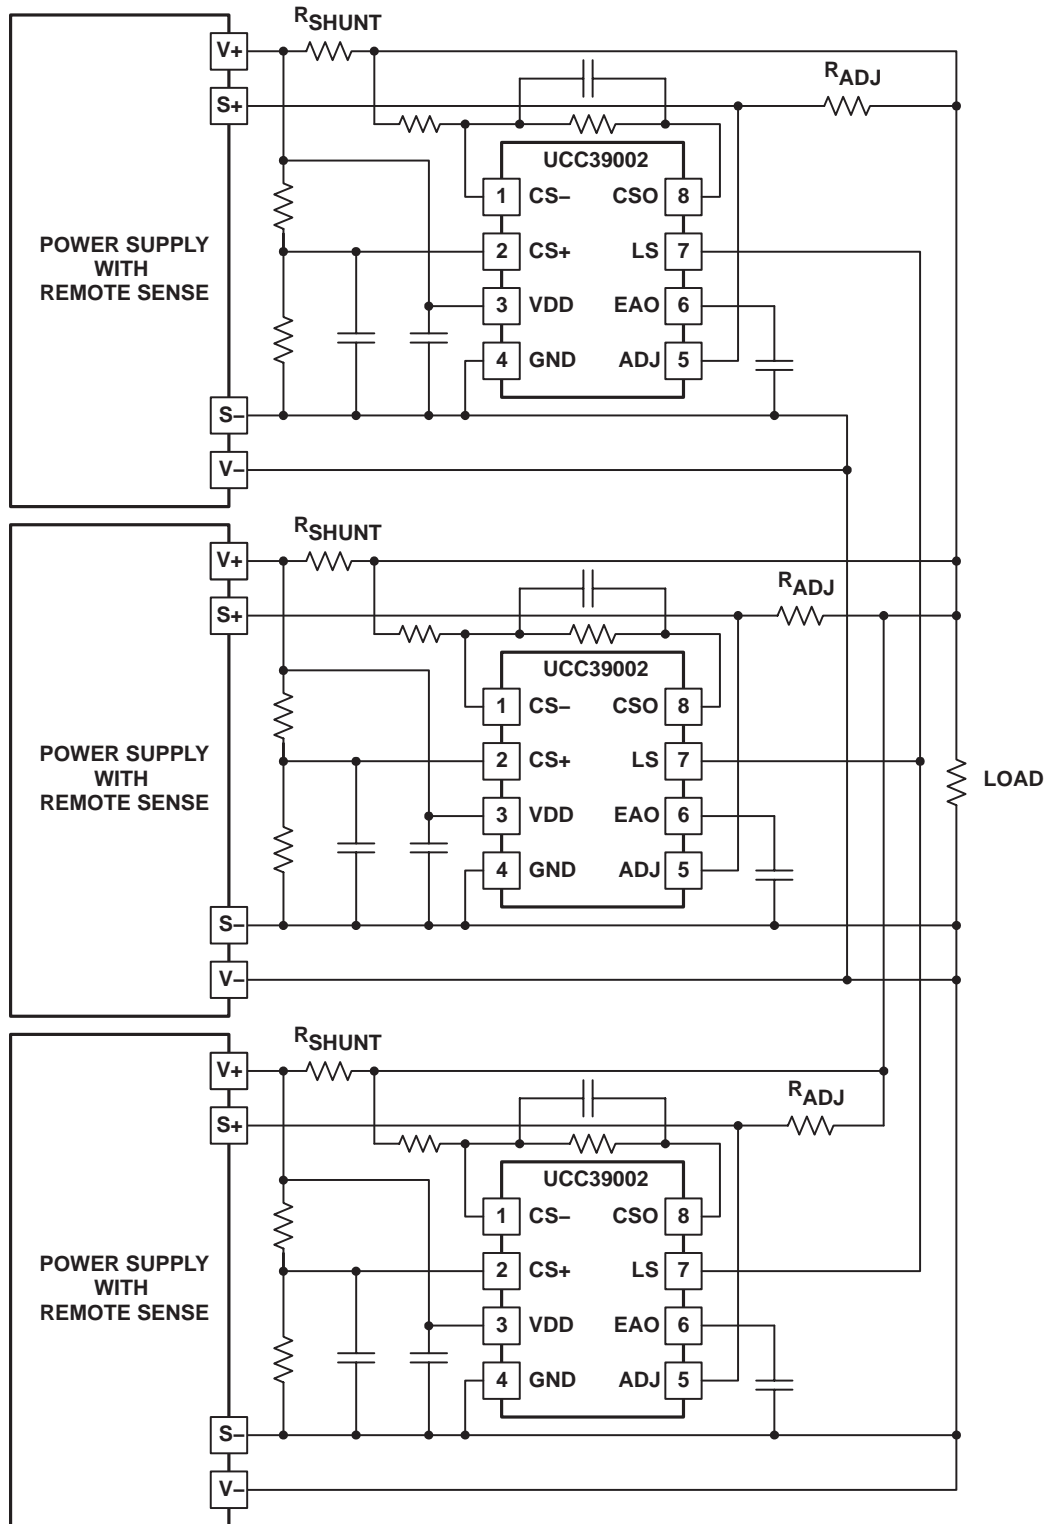 RSHUNT
V+
RADJ
S+
UCC39002
1 CS– CSO 8
POWER SUPPLY
WITH
REMOTE SENSE
2 CS+ LS 7
3 VDD EAO 6
4 GND ADJ 5
S–
V–
RSHUNT
V+
RADJ
S+
UCC39002
1 CS– CSO 8
POWER SUPPLY
WITH
REMOTE SENSE
2 CS+ LS 7
LOAD
3 VDD EAO 6
4 GND ADJ 5
S–
V–
RSHUNT
V+
RADJ
S+
UCC39002
1 CS– CSO 8
POWER SUPPLY
WITH
REMOTE SENSE
2 CS+ LS 7
3 VDD EAO 6
4 GND ADJ 5
S–
V–